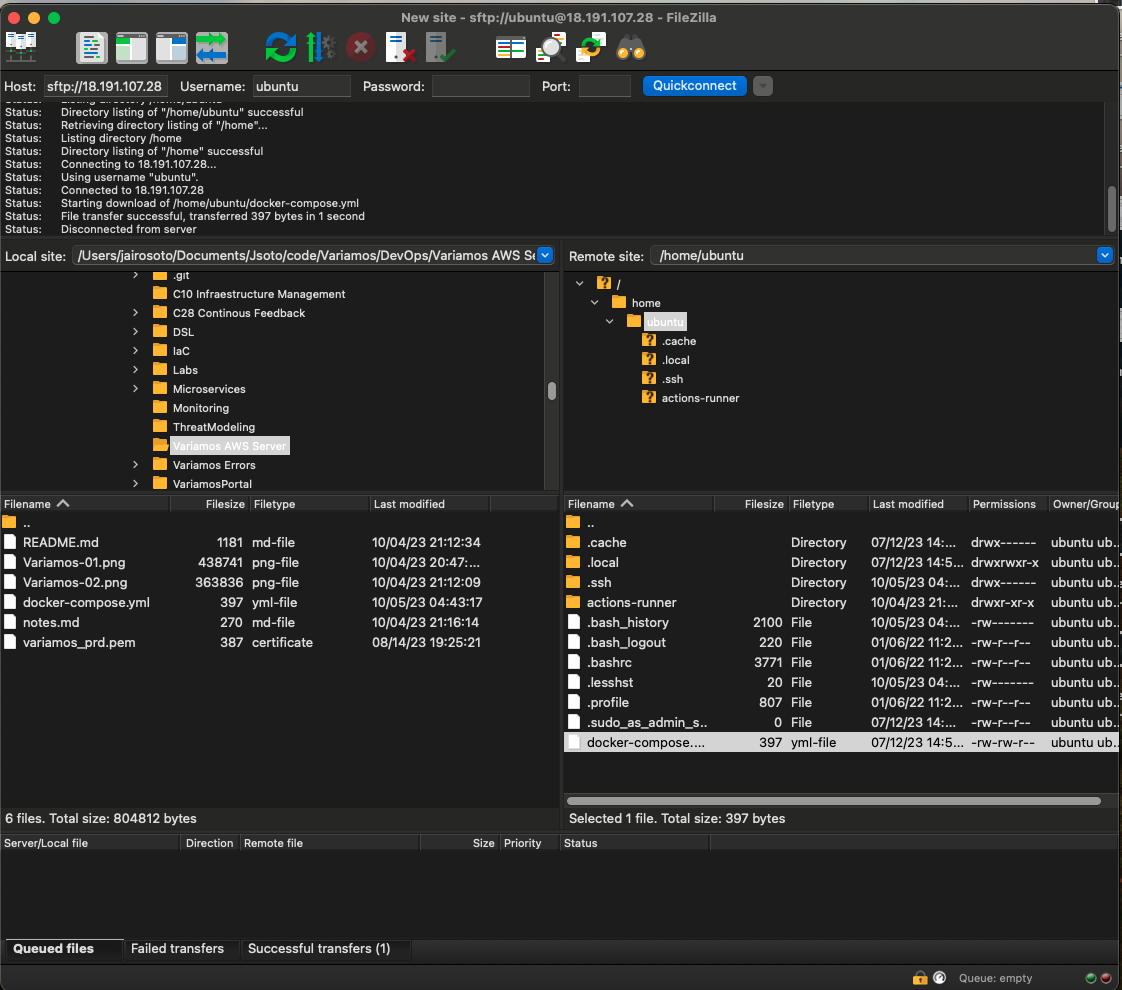 New site - sftp://ubuntu@18.191.107.28 - FileZilla
Host: sftp://18.191.107.28 Username: ubuntu Password: Port: Quickconnect
Status: Listing directory /home/ubuntu
Status: Directory listing of "/home/ubuntu" successful
Status: Retrieving directory listing of "/home"...
Status: Listing directory /home
Status: Directory listing of "/home" successful
Status: Connecting to 18.191.107.28...
Status: Using username "ubuntu".
Status: Connected to 18.191.107.28
Status: Starting download of /home/ubuntu/docker-compose.yml
Status: File transfer successful, transferred 397 bytes in 1 second
Status: Disconnected from server
Local site: /Users/jairosoto/Documents/Jsoto/code/Variamos/DevOps/Variamos AWS Se
.git
C10 Infraestructure Management
C28 Continous Feedback
DSL
IaC
Labs
Microservices
Monitoring
ThreatModeling
Variamos AWS Server
Variamos Errors
VariamosPortal
Remote site: /home/ubuntu
/
home
ubuntu
.cache
.local
.ssh
actions-runner
Filename Filesize Filetype Last modified
..
README.md 1181 md-file 10/04/23 21:12:34
Variamos-01.png 438741 png-file 10/04/23 20:47:...
Variamos-02.png 363836 png-file 10/04/23 21:12:09
docker-compose.yml 397 yml-file 10/05/23 04:43:17
notes.md 270 md-file 10/04/23 21:16:14
variamos_prd.pem 387 certificate 08/14/23 19:25:21
6 files. Total size: 804812 bytes
Filename Filesize Filetype Last modified Permissions Owner/Group
..
.cache Directory 07/12/23 14:... drwx------ ubuntu ub...
.local Directory 07/12/23 14:5... drwxrwxr-x ubuntu ub...
.ssh Directory 10/05/23 04:... drwx------ ubuntu ub...
actions-runner Directory 10/04/23 21:... drwxr-xr-x ubuntu ub...
.bash_history 2100 File 10/05/23 04:... -rw------- ubuntu ub...
.bash_logout 220 File 01/06/22 11:2... -rw-r--r-- ubuntu ub...
.bashrc 3771 File 01/06/22 11:2... -rw-r--r-- ubuntu ub...
.lesshst 20 File 10/05/23 04:... -rw------- ubuntu ub...
.profile 807 File 01/06/22 11:2... -rw-r--r-- ubuntu ub...
.sudo_as_admin_s.. 0 File 07/12/23 14:... -rw-r--r-- ubuntu ub...
docker-compose.... 397 yml-file 07/12/23 14:5... -rw-rw-r-- ubuntu ub...
Selected 1 file. Total size: 397 bytes
Server/Local file Direction Remote file Size Priority Status
Queued files Failed transfers Successful transfers (1)
Queue: empty